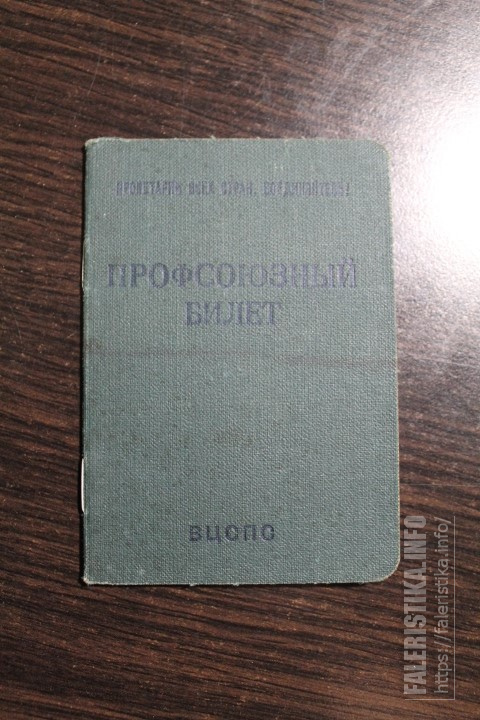 ПРОЛЕТАРИИ ВСЕХ СТРАН, СОЕДИНЯЙТЕСЬ!
ПРОФСОЮЗНЫЙ
БИЛЕТ
ВЦСПС
FALERISTIKA.INFO
https://faleristika.info/